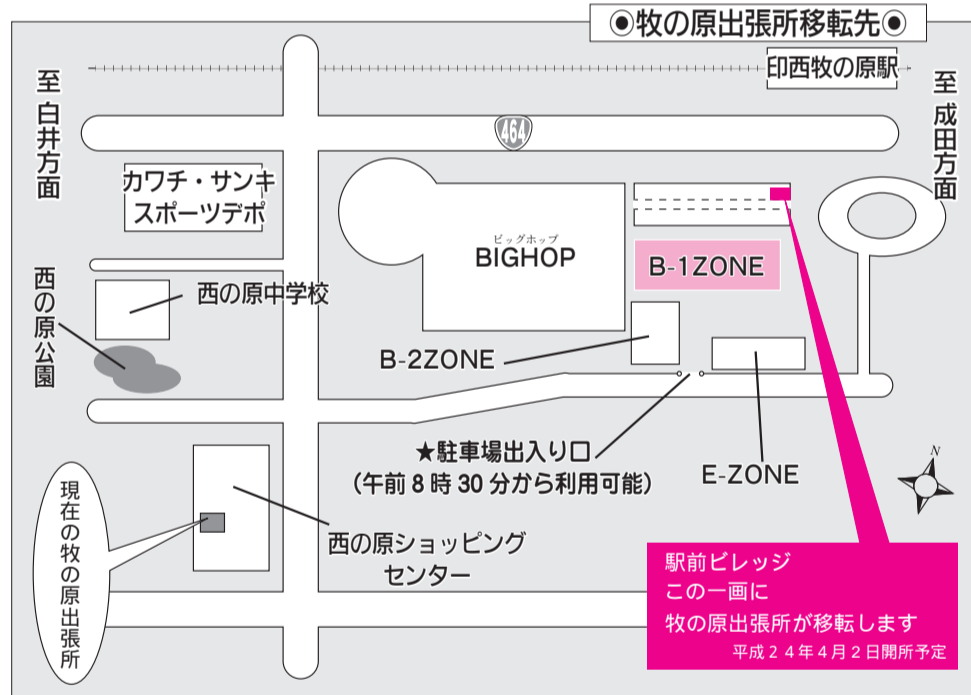 ◉牧の原出張所移転先◉
印西牧の原駅
至 白井方面
至 成田方面
464
カワチ・サンキ
スポーツデポ
ビッグホップ
BIGHOP
B-1ZONE
西の原中学校
西の原公園
B-2ZONE
★駐車場出入り口
（午前8時30分から利用可能）
E-ZONE
N
現在の牧の原出張所
西の原ショッピング
センター
駅前ビレッジ
この一画に
牧の原出張所が移転します
平成24年4月2日開所予定